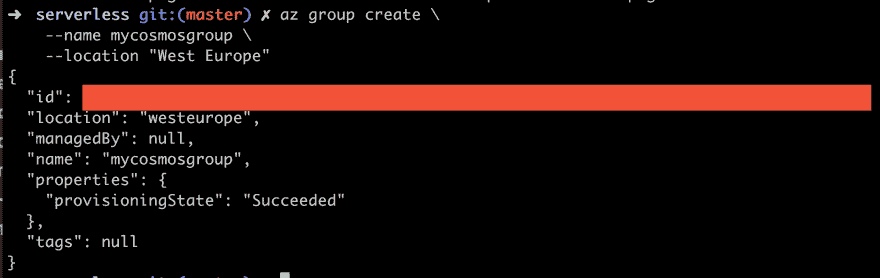 ➜ serverless git:(master) ✗ az group create \
--name mycosmosgroup \
--location "West Europe"
{
"id":
"location": "westeurope",
"managedBy": null,
"name": "mycosmosgroup",
"properties": {
"provisioningState": "Succeeded"
},
"tags": null
}